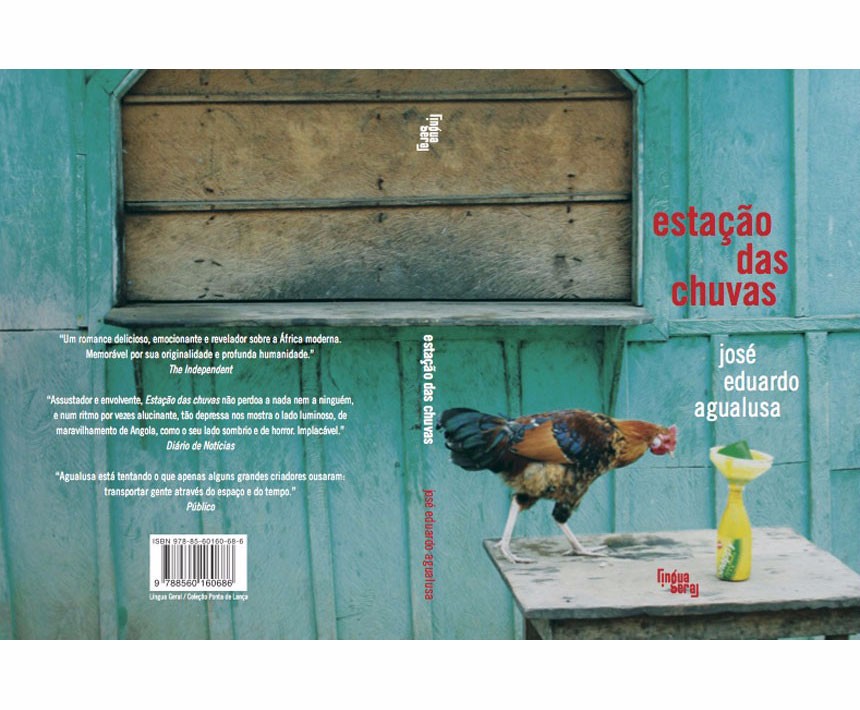 língua
geral
estação
das
chuvas
josé
eduardo
agualusa
língua
geral
estação das chuvas
josé eduardo agualusa
“Um romance delicioso, emocionante e revelador sobre a África moderna.
Memorável por sua originalidade e profunda humanidade.”
The Independent
“Assustador e envolvente, Estação das chuvas não perdoa a nada nem a ninguém,
e num ritmo por vezes alucinante, tão depressa nos mostra o lado luminoso, de
maravilhamento de Angola, como o seu lado sombrio e de horror. Implacável.”
Diário de Notícias
“Agualusa está tentando o que apenas alguns grandes criadores ousaram:
transportar gente através do espaço e do tempo.”
Público
ISBN 978-85-60160-68-6
9 788560 160686
Língua Geral / Coleção Ponta de Lança